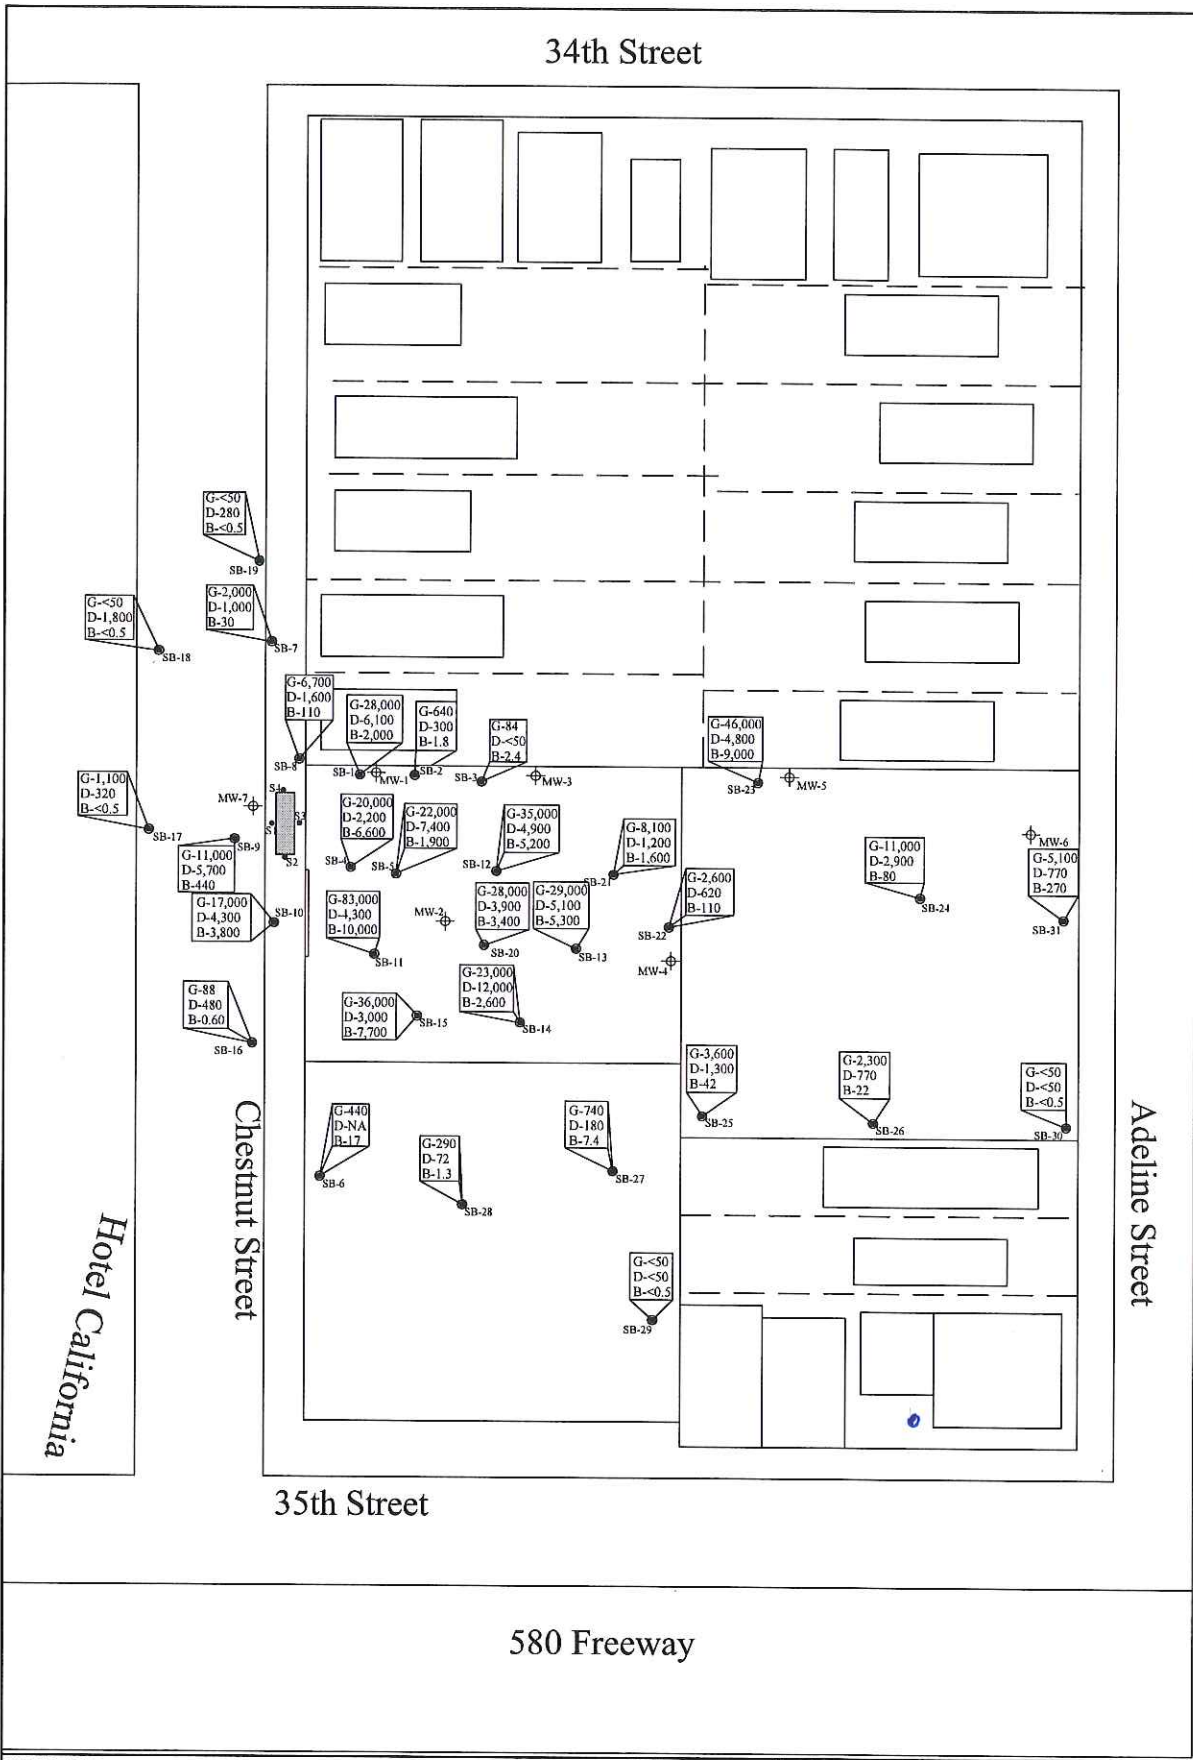 34th Street
G-<50
D-280
B-<0.5
SB-19
G-<50
D-1,800
B-<0.5
SB-18
G-2,000
D-1,000
B-30
SB-7
G-6,700
D-1,600
B-110
SB-8
G-28,000
D-6,100
B-2,000
SB-1
MW-1
G-640
D-300
B-1.8
SB-2
G-84
D-<50
B-2.4
SB-3
MW-3
G-46,000
D-4,800
B-9,000
SB-23
MW-5
G-1,100
D-320
B-<0.5
SB-17
MW-7
S4
S3
S1
S2
SB-9
G-11,000
D-5,700
B-440
G-20,000
D-2,200
B-6,600
SB-4
G-22,000
D-7,400
B-1,900
SB-5
G-35,000
D-4,900
B-5,200
SB-12
G-8,100
D-1,200
B-1,600
SB-21
G-2,600
D-620
B-110
SB-22
MW-4
G-11,000
D-2,900
B-80
SB-24
MW-6
G-5,100
D-770
B-270
SB-31
G-17,000
D-4,300
B-3,800
SB-10
G-83,000
D-4,300
B-10,000
SB-11
MW-2
G-28,000
D-3,900
B-3,400
SB-20
G-29,000
D-5,100
B-5,300
SB-13
G-88
D-480
B-0.60
SB-16
G-36,000
D-3,000
B-7,700
SB-15
G-23,000
D-12,000
B-2,600
SB-14
G-3,600
D-1,300
B-42
SB-25
G-2,300
D-770
B-22
SB-26
G-<50
D-<50
B-<0.5
SB-30
G-440
D-NA
B-17
SB-6
G-290
D-72
B-1.3
SB-28
G-740
D-180
B-7.4
SB-27
G-<50
D-<50
B-<0.5
SB-29
Hotel California
Chestnut Street
Adeline Street
35th Street
580 Freeway